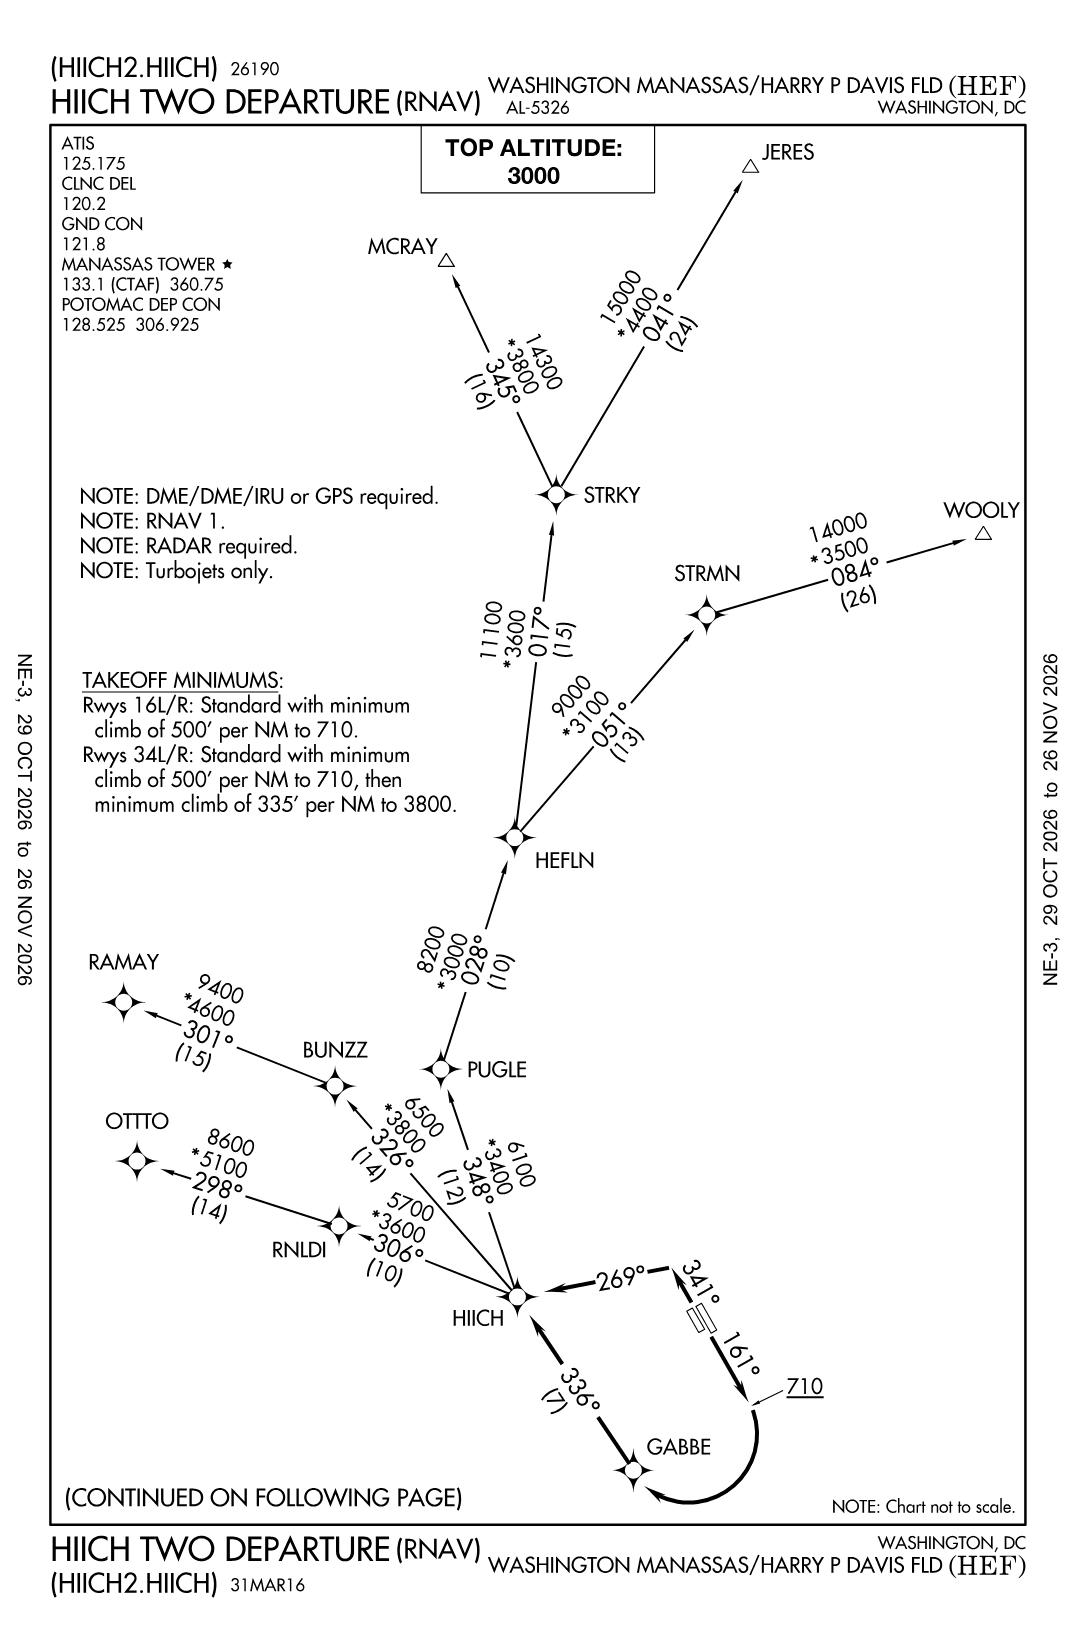 (HIICH2.HIICH) 26190
HIICH TWO DEPARTURE (RNAV)
AL-5326
WASHINGTON MANASSAS/HARRY P DAVIS FLD (HEF)
WASHINGTON, DC
ATIS
125.175
CLNC DEL
120.2
GND CON
121.8
MANASSAS TOWER ★
133.1 (CTAF) 360.75
POTOMAC DEP CON
128.525 306.925
TOP ALTITUDE:
3000
JERES
MCRAY
15000
*4400
041°
(24)
14300
*3800
345°
(16)
STRKY
NOTE: DME/DME/IRU or GPS required.
NOTE: RNAV 1.
NOTE: RADAR required.
NOTE: Turbojets only.
WOOLY
14000
*3500
084°
(26)
STRMN
11100
*3600
017°
(15)
9000
*3100
051°
(13)
TAKEOFF MINIMUMS:
Rwys 16L/R: Standard with minimum
climb of 500' per NM to 710.
Rwys 34L/R: Standard with minimum
climb of 500' per NM to 710, then
minimum climb of 335' per NM to 3800.
NE-3, 29 OCT 2026 to 26 NOV 2026
NE-3, 29 OCT 2026 to 26 NOV 2026
HEFLN
8200
*3000
028°
(10)
RAMAY
9400
*4600
301°
(15)
BUNZZ
PUGLE
OTTTO
6500
*3800
326°
(14)
6100
*3400
348°
(12)
8600
*5100
298°
(14)
RNLDI
5700
*3600
306°
(10)
HIICH
269°
341°
161°
710
336°
(7)
GABBE
(CONTINUED ON FOLLOWING PAGE)
NOTE: Chart not to scale.
HIICH TWO DEPARTURE (RNAV)
(HIICH2.HIICH) 31MAR16
WASHINGTON, DC
WASHINGTON MANASSAS/HARRY P DAVIS FLD (HEF)